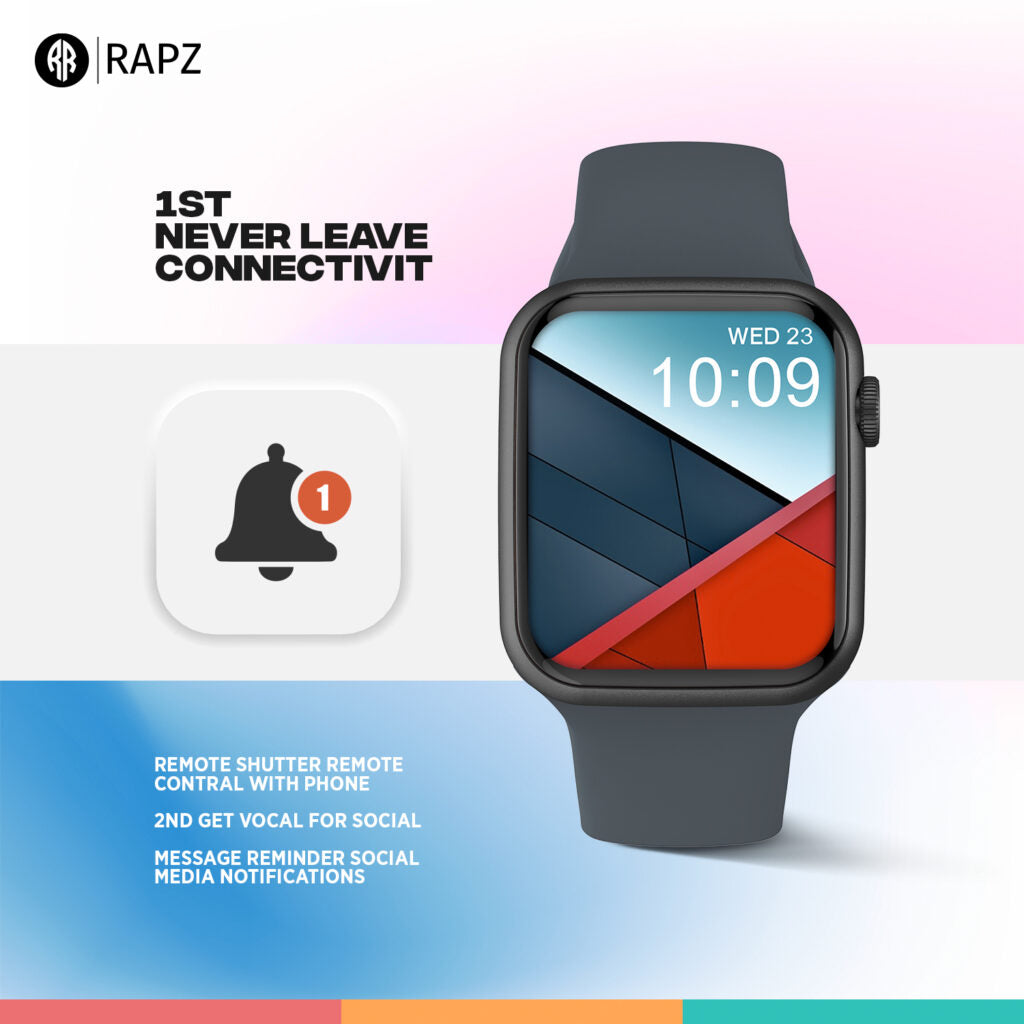 RR RAPZ
1ST
NEVER LEAVE
CONNECTIVIT
WED 23
10:09
1
REMOTE SHUTTER REMOTE
CONTRAL WITH PHONE
2ND GET VOCAL FOR SOCIAL
MESSAGE REMINDER SOCIAL
MEDIA NOTIFICATIONS